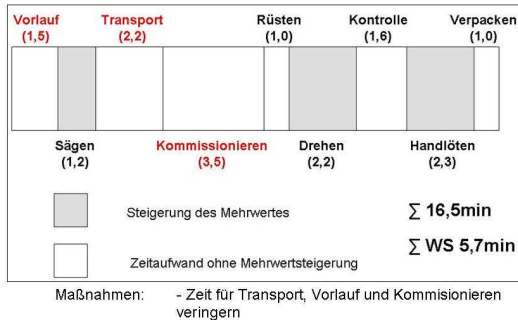 Vorlauf Transport Rüsten Kontrolle Verpacken
(1,5) (2,2) (1,0) (1,6) (1,0)
Sägen Kommissionieren Drehen Handlöten
(1,2) (3,5) (2,2) (2,3)
Steigerung des Mehrwertes ∑ 16,5min
∑ WS 5,7min
Zeitaufwand ohne Mehrwertsteigerung
Maßnahmen: - Zeit für Transport, Vorlauf und Kommisionieren
veringern